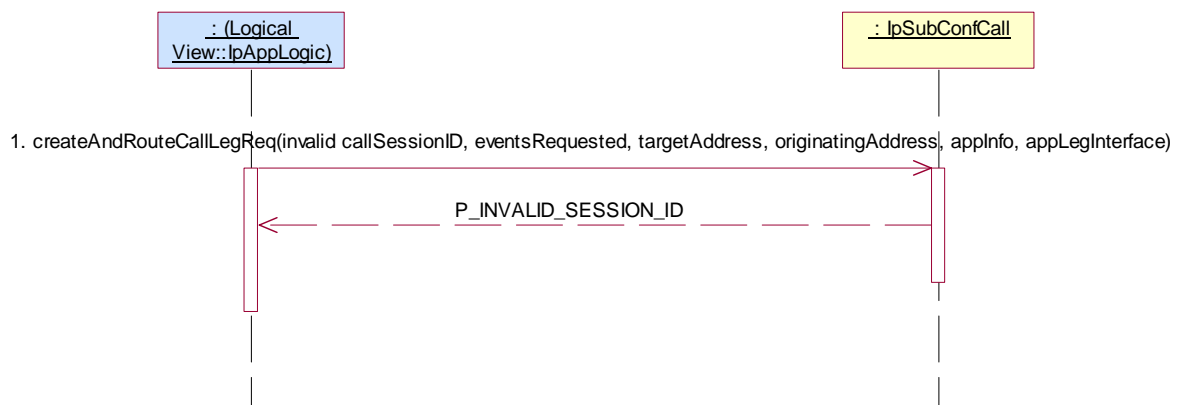 : (Logical
View::IpAppLogic)
: IpSubConfCall
1. createAndRouteCallLegReq(invalid callSessionID, eventsRequested, targetAddress, originatingAddress, appInfo, appLegInterface)
P_INVALID_SESSION_ID